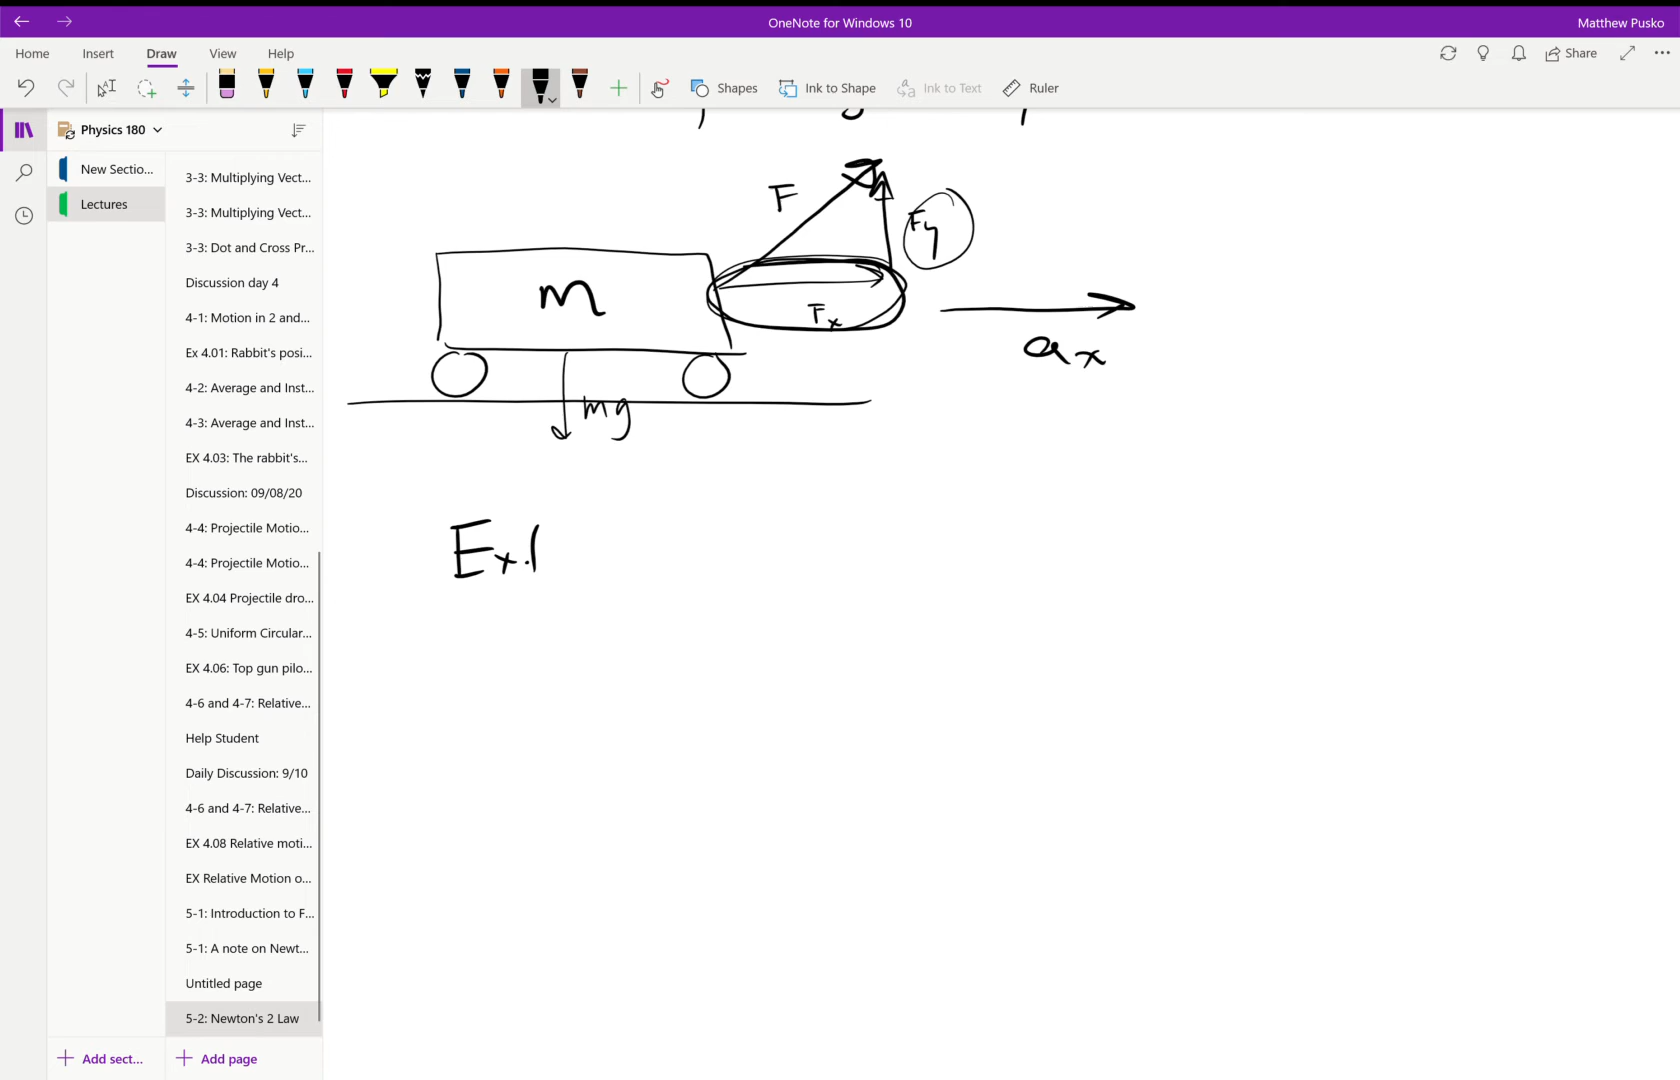 OneNote for Windows 10
Matthew Pusko
Home Insert Draw View Help
Share
Shapes Ink to Shape Ink to Text Ruler
Physics 180
New Sectio...
Lectures
3-3: Multiplying Vect...
3-3: Multiplying Vect...
3-3: Dot and Cross Pr...
Discussion day 4
4-1: Motion in 2 and...
Ex 4.01: Rabbit's posi...
4-2: Average and Inst...
4-3: Average and Inst...
EX 4.03: The rabbit's...
Discussion: 09/08/20
4-4: Projectile Motio...
4-4: Projectile Motio...
EX 4.04 Projectile dro...
4-5: Uniform Circular...
EX 4.06: Top gun pilo...
4-6 and 4-7: Relative...
Help Student
Daily Discussion: 9/10
4-6 and 4-7: Relative...
EX 4.08 Relative moti...
EX Relative Motion o...
5-1: Introduction to F...
5-1: A note on Newt...
Untitled page
5-2: Newton's 2 Law
Add sect...
Add page
F
Fy
m
Fx
ax
mg
Ex.1